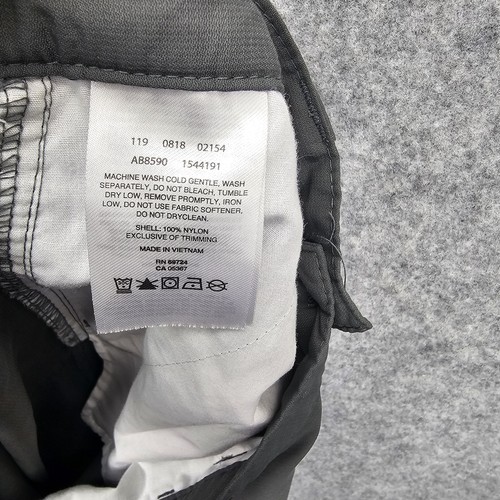 119 0818 02154
AB8590 1544191
MACHINE WASH COLD GENTLE, WASH
SEPARATELY, DO NOT BLEACH, TUMBLE
DRY LOW, REMOVE PROMPTLY, IRON
LOW, DO NOT USE FABRIC SOFTENER.
DO NOT DRYCLEAN.
SHELL: 100% NYLON
EXCLUSIVE OF TRIMMING
MADE IN VIETNAM
RN 69724
CA 05367